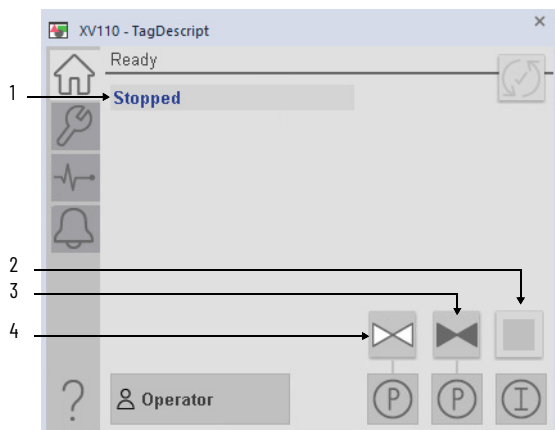 XV110 - TagDescript
Ready
1
Stopped
2
3
4
P
P
I
?
Operator